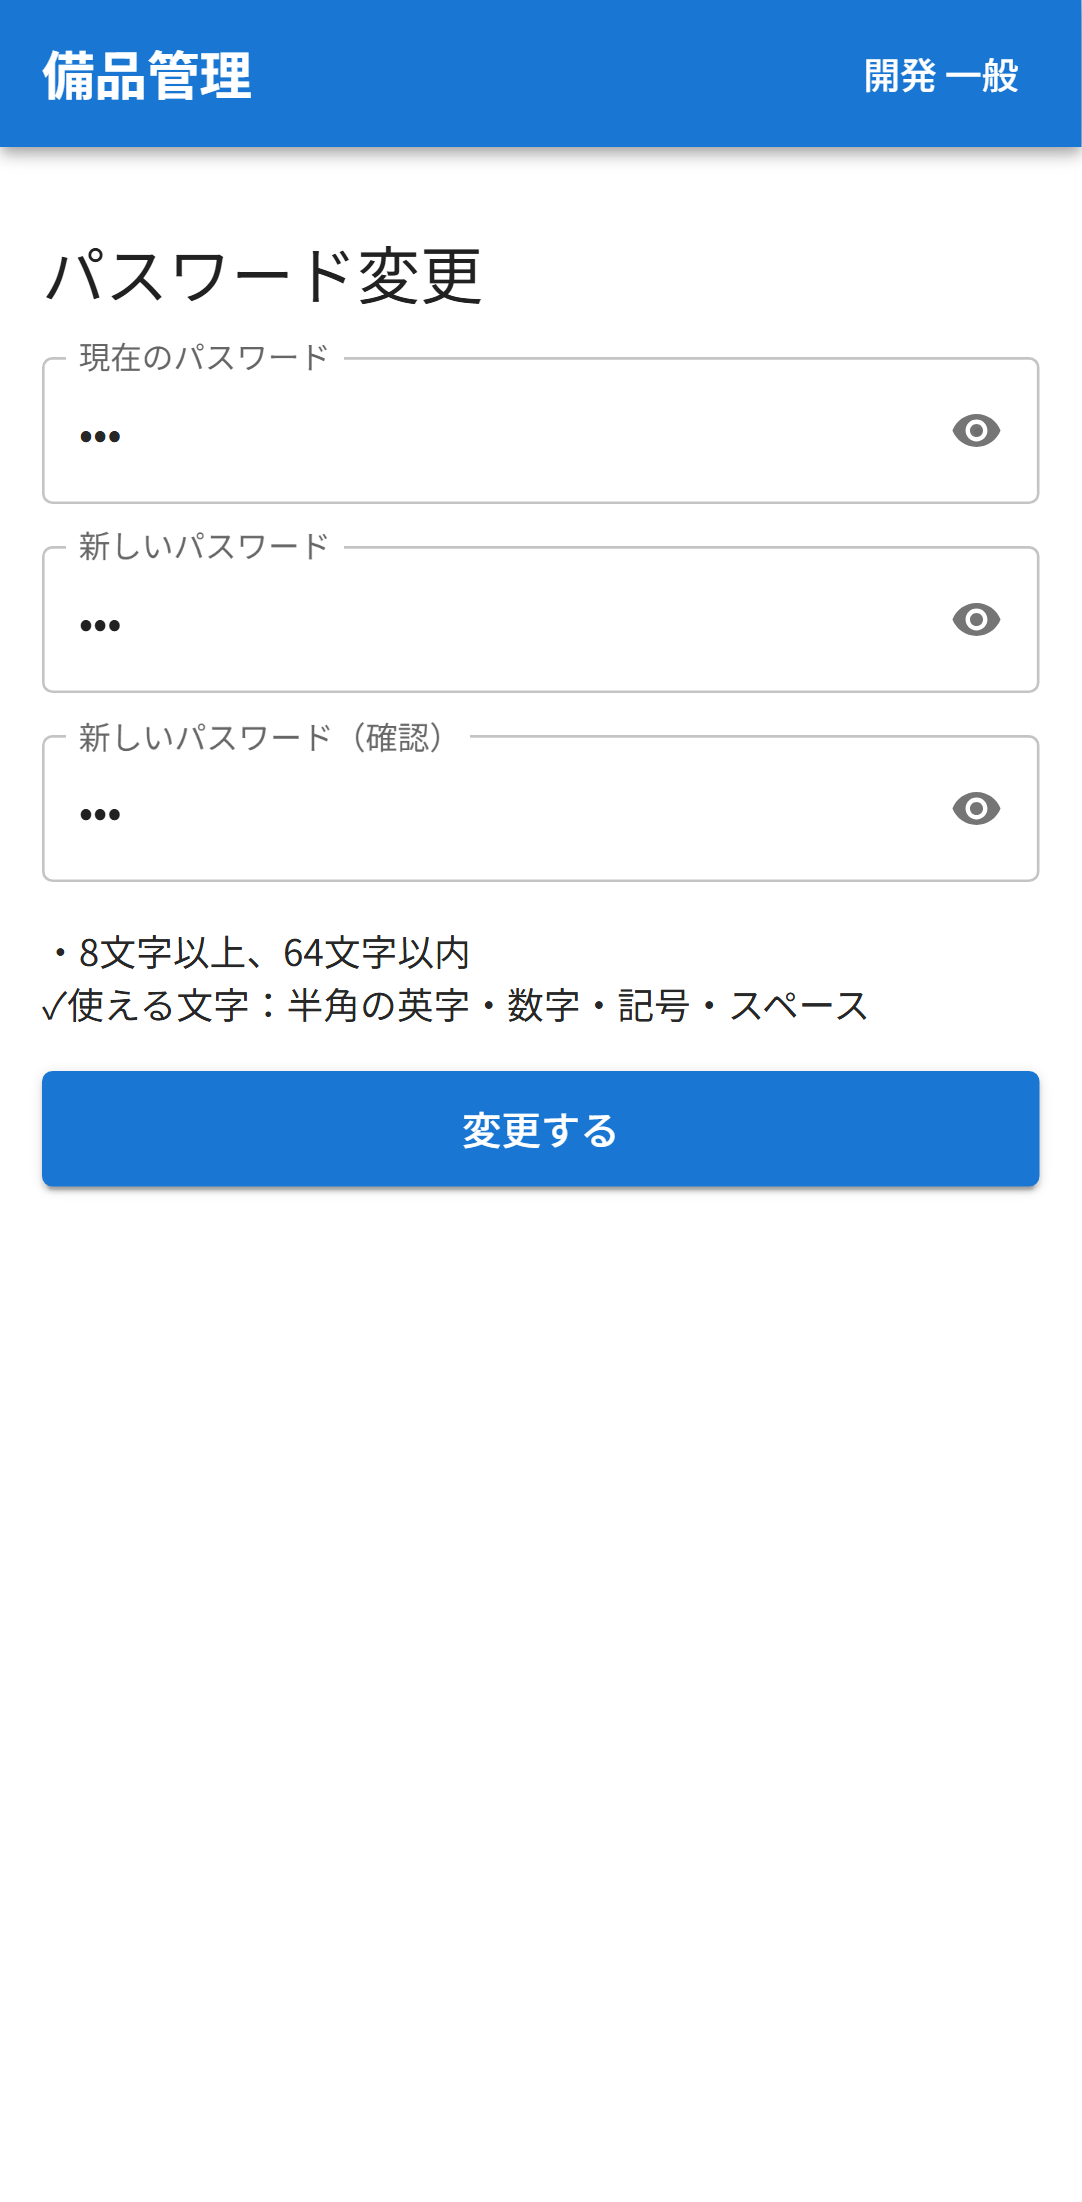 備品管理
開発 一般
パスワード変更
現在のパスワード
•••
新しいパスワード
•••
新しいパスワード（確認）
•••
・8文字以上、64文字以内
✓使える文字：半角の英字・数字・記号・スペース
変更する